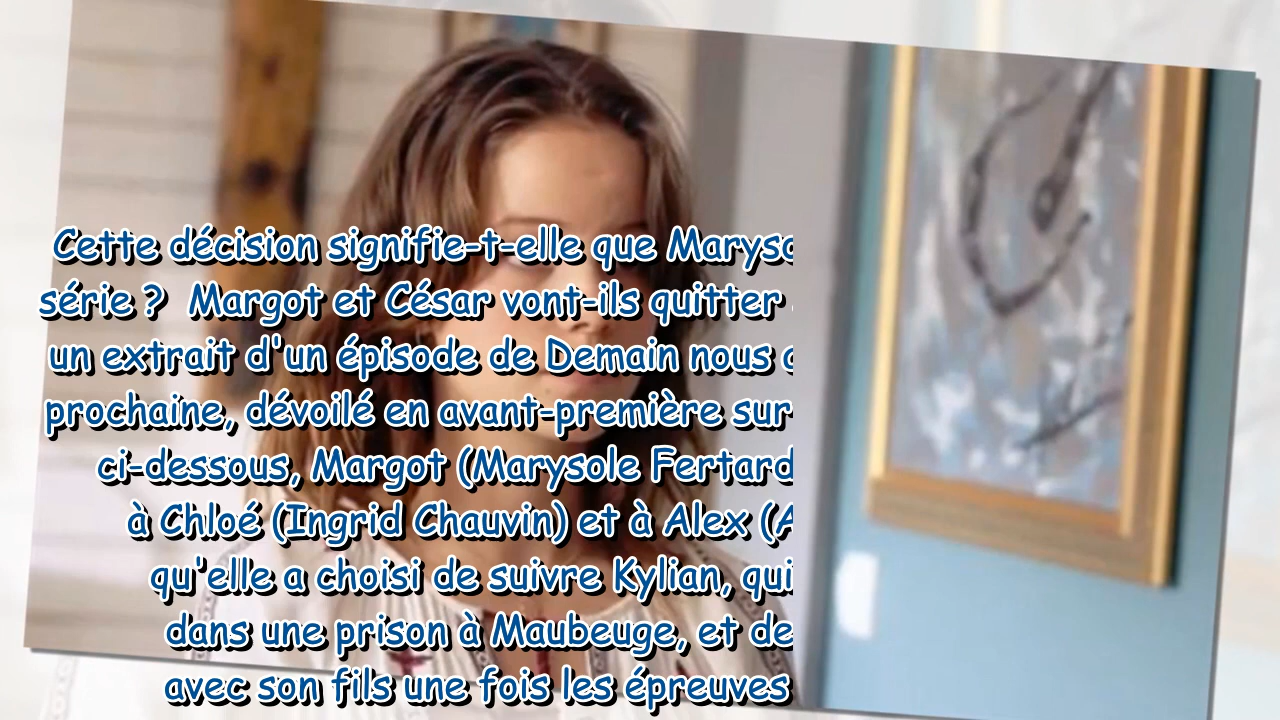 Cette décision signifie-t-elle que Maryso
série ? Margot et César vont-ils quitter
un extrait d'un épisode de Demain nous
prochaine, dévoilé en avant-première sur
ci-dessous, Margot (Marysole Fertard
à Chloé (Ingrid Chauvin) et à Alex (A
qu'elle a choisi de suivre Kylian, qui
dans une prison à Maubeuge, et de
avec son fils une fois les épreuves